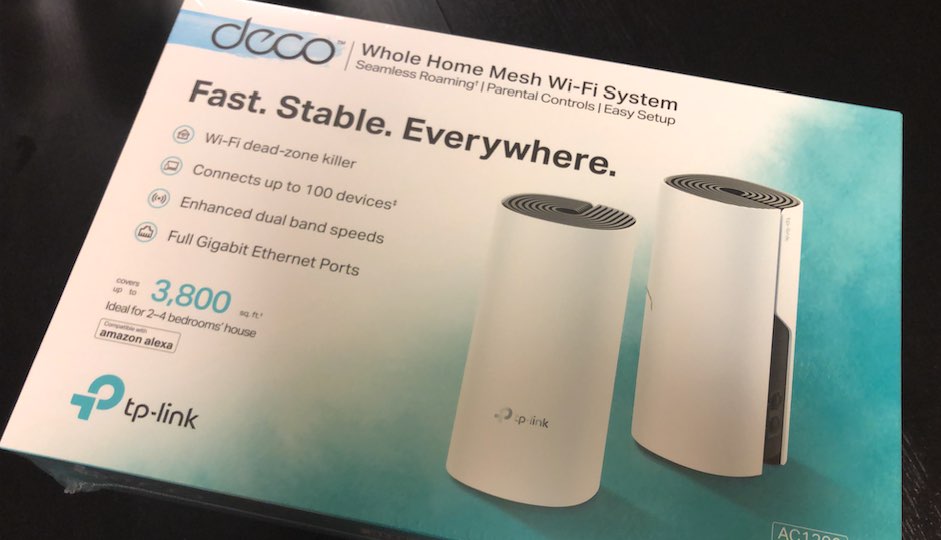 deco™
Whole Home Mesh Wi-Fi System
Seamless Roaming† | Parental Controls | Easy Setup
Fast. Stable. Everywhere.
Wi-Fi dead-zone killer
Connects up to 100 devices‡
Enhanced dual band speeds
Full Gigabit Ethernet Ports
covers
up to
3,800 sq. ft.†
Ideal for 2–4 bedrooms' house
Compatible with
amazon alexa
tp-link
tp-link
tp-link